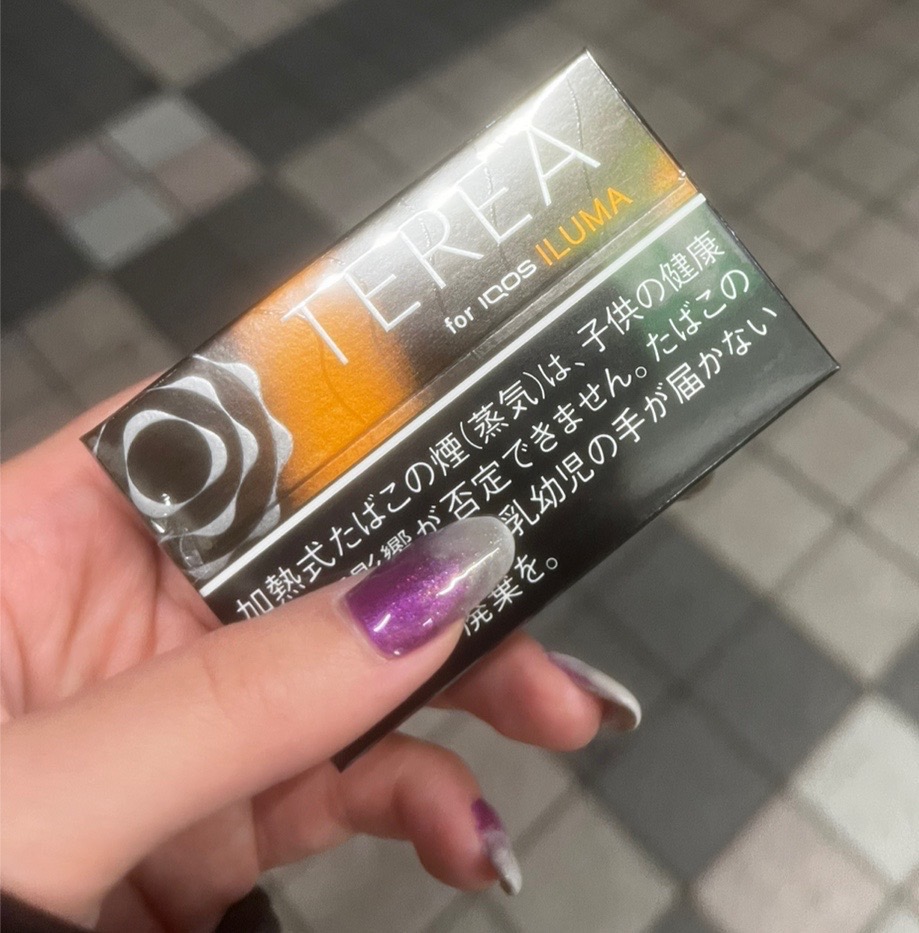 TEREA
for IQOS ILUMA
加熱式たばこの煙(蒸気)は、子供の健康
影響が否定できません。たばこの
乳幼児の手が届かない
廃棄を。